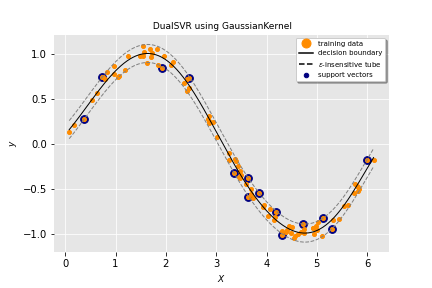 DualSVR using GaussianKernel
training data
decision boundary
ε-insensitive tube
support vectors
y
1.0
0.5
0.0
−0.5
−1.0
0
1
2
3
4
5
6
X